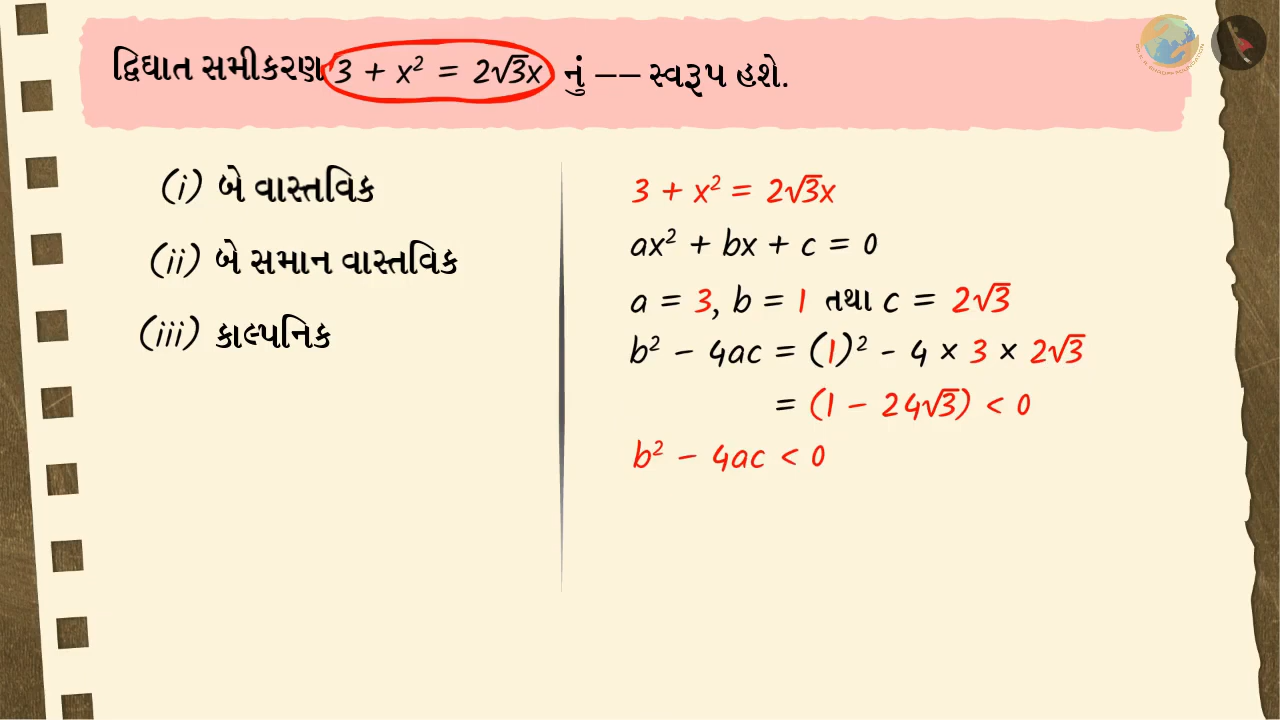 દ્વિઘાત સમીકરણ 3 + x² = 2√3x નું −− સ્વરૂપ હશે.
(i) બે વાસ્તવિક
(ii) બે સમાન વાસ્તવિક
(iii) કાલ્પનિક
3 + x² = 2√3x
ax² + bx + c = 0
a = 3, b = 1 તથા c = 2√3
b² − 4ac = (1)² - 4 × 3 × 2√3
= (1 − 24√3) < 0
b² − 4ac < 0